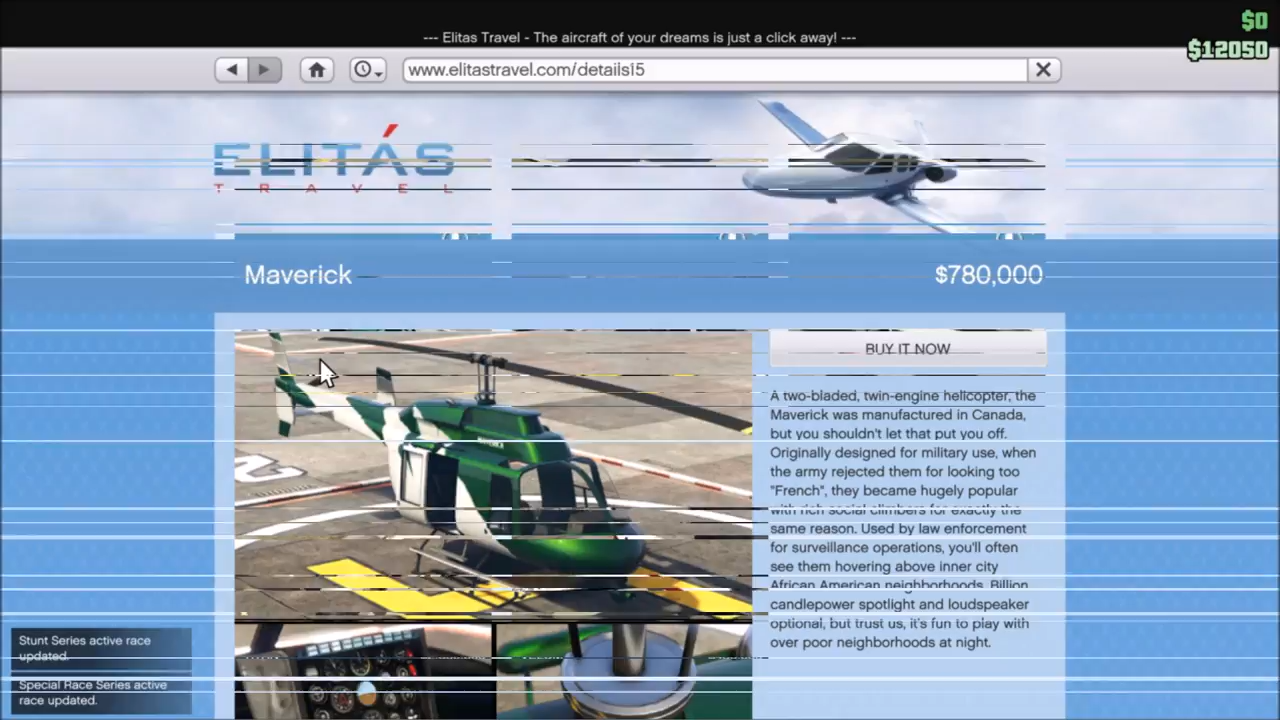 $0
--- Elitas Travel - The aircraft of your dreams is just a click away! ---
$12050
www.elitastravel.com/details15
ELITÁS
TRAVEL
Maverick
$780,000
BUY IT NOW
A two-bladed, twin-engine helicopter, the
Maverick was manufactured in Canada,
but you shouldn't let that put you off.
Originally designed for military use, when
the army rejected them for looking too
"French", they became hugely popular
with rich social climbers for exactly the
same reason. Used by law enforcement
for surveillance operations, you'll often
see them hovering above inner city
African American neighborhoods. Billion
candlepower spotlight and loudspeaker
optional, but trust us, it's fun to play with
over poor neighborhoods at night.
Stunt Series active race
updated.
Special Race Series active
race updated.